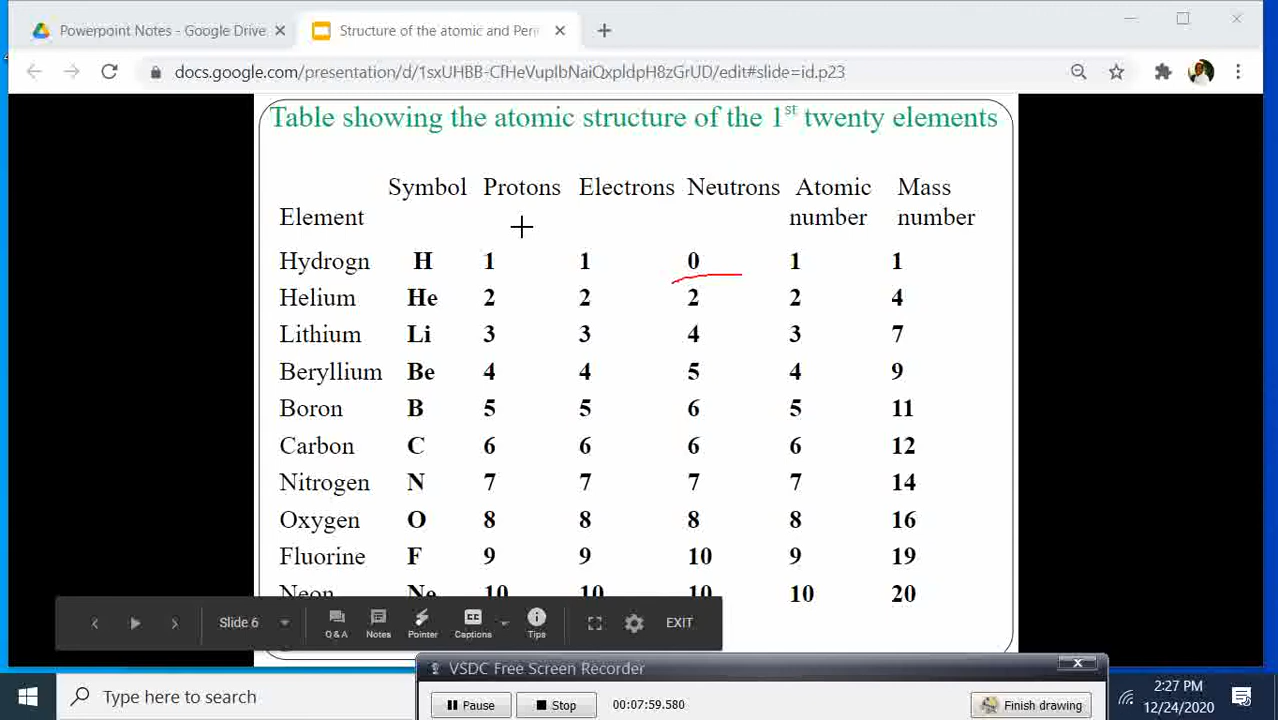 Powerpoint Notes - Google Drive
Structure of the atomic and Peri
docs.google.com/presentation/d/1sxUHBB-CfHeVupIbNaiQxpldpH8zGrUD/edit#slide=id.p23
Table showing the atomic structure of the 1st twenty elements
Element Symbol Protons Electrons Neutrons Atomic number Mass number
Hydrogn H 1 1 0 1 1
Helium He 2 2 2 2 4
Lithium Li 3 3 4 3 7
Beryllium Be 4 4 5 4 9
Boron B 5 5 6 5 11
Carbon C 6 6 6 6 12
Nitrogen N 7 7 7 7 14
Oxygen O 8 8 8 8 16
Fluorine F 9 9 10 9 19
Neon Ne 10 10 10 10 20
Slide 6 Q & A Notes Pointer CC Captions Tips EXIT
VSDC Free Screen Recorder
Pause Stop 00:07:59.580 Finish drawing
Type here to search
2:27 PM
12/24/2020